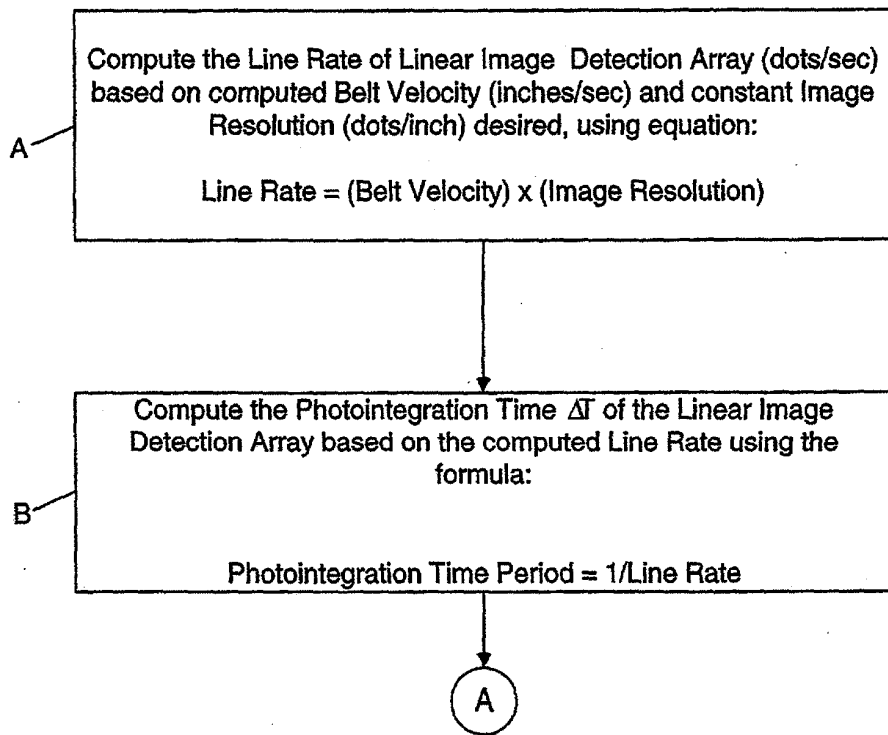 Compute the Line Rate of Linear Image Detection Array (dots/sec)
based on computed Belt Velocity (inches/sec) and constant Image
Resolution (dots/inch) desired, using equation:
A
Line Rate = (Belt Velocity) x (Image Resolution)
Compute the Photointegration Time ΔT of the Linear Image
Detection Array based on the computed Line Rate using the
formula:
B
Photointegration Time Period = 1/Line Rate
A